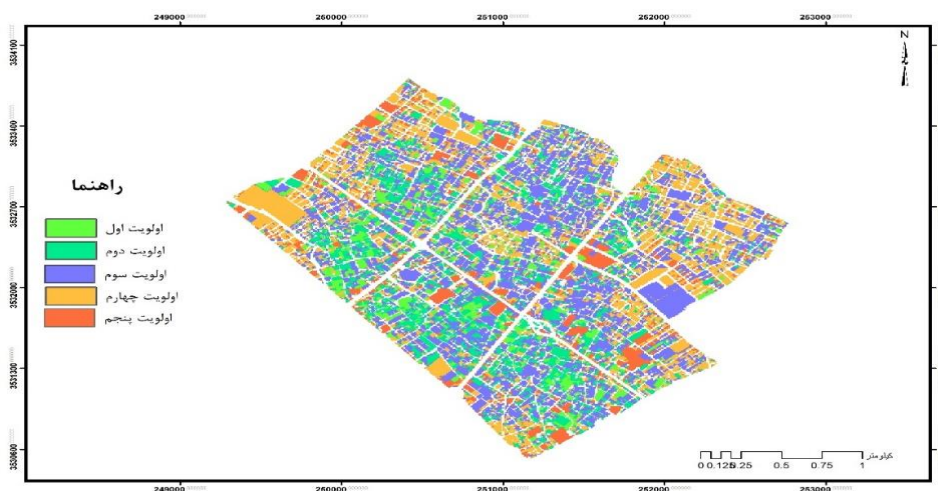 249000 250000 251000 252000 253000
3534100
3533400
3532700
3532000
3531300
3530600
N
راهنما
اولویت اول
اولویت دوم
اولویت سوم
اولویت چهارم
اولویت پنجم
کیلومتر
0 0.125 0.25 0.5 0.75 1
249000 250000 251000 252000 253000